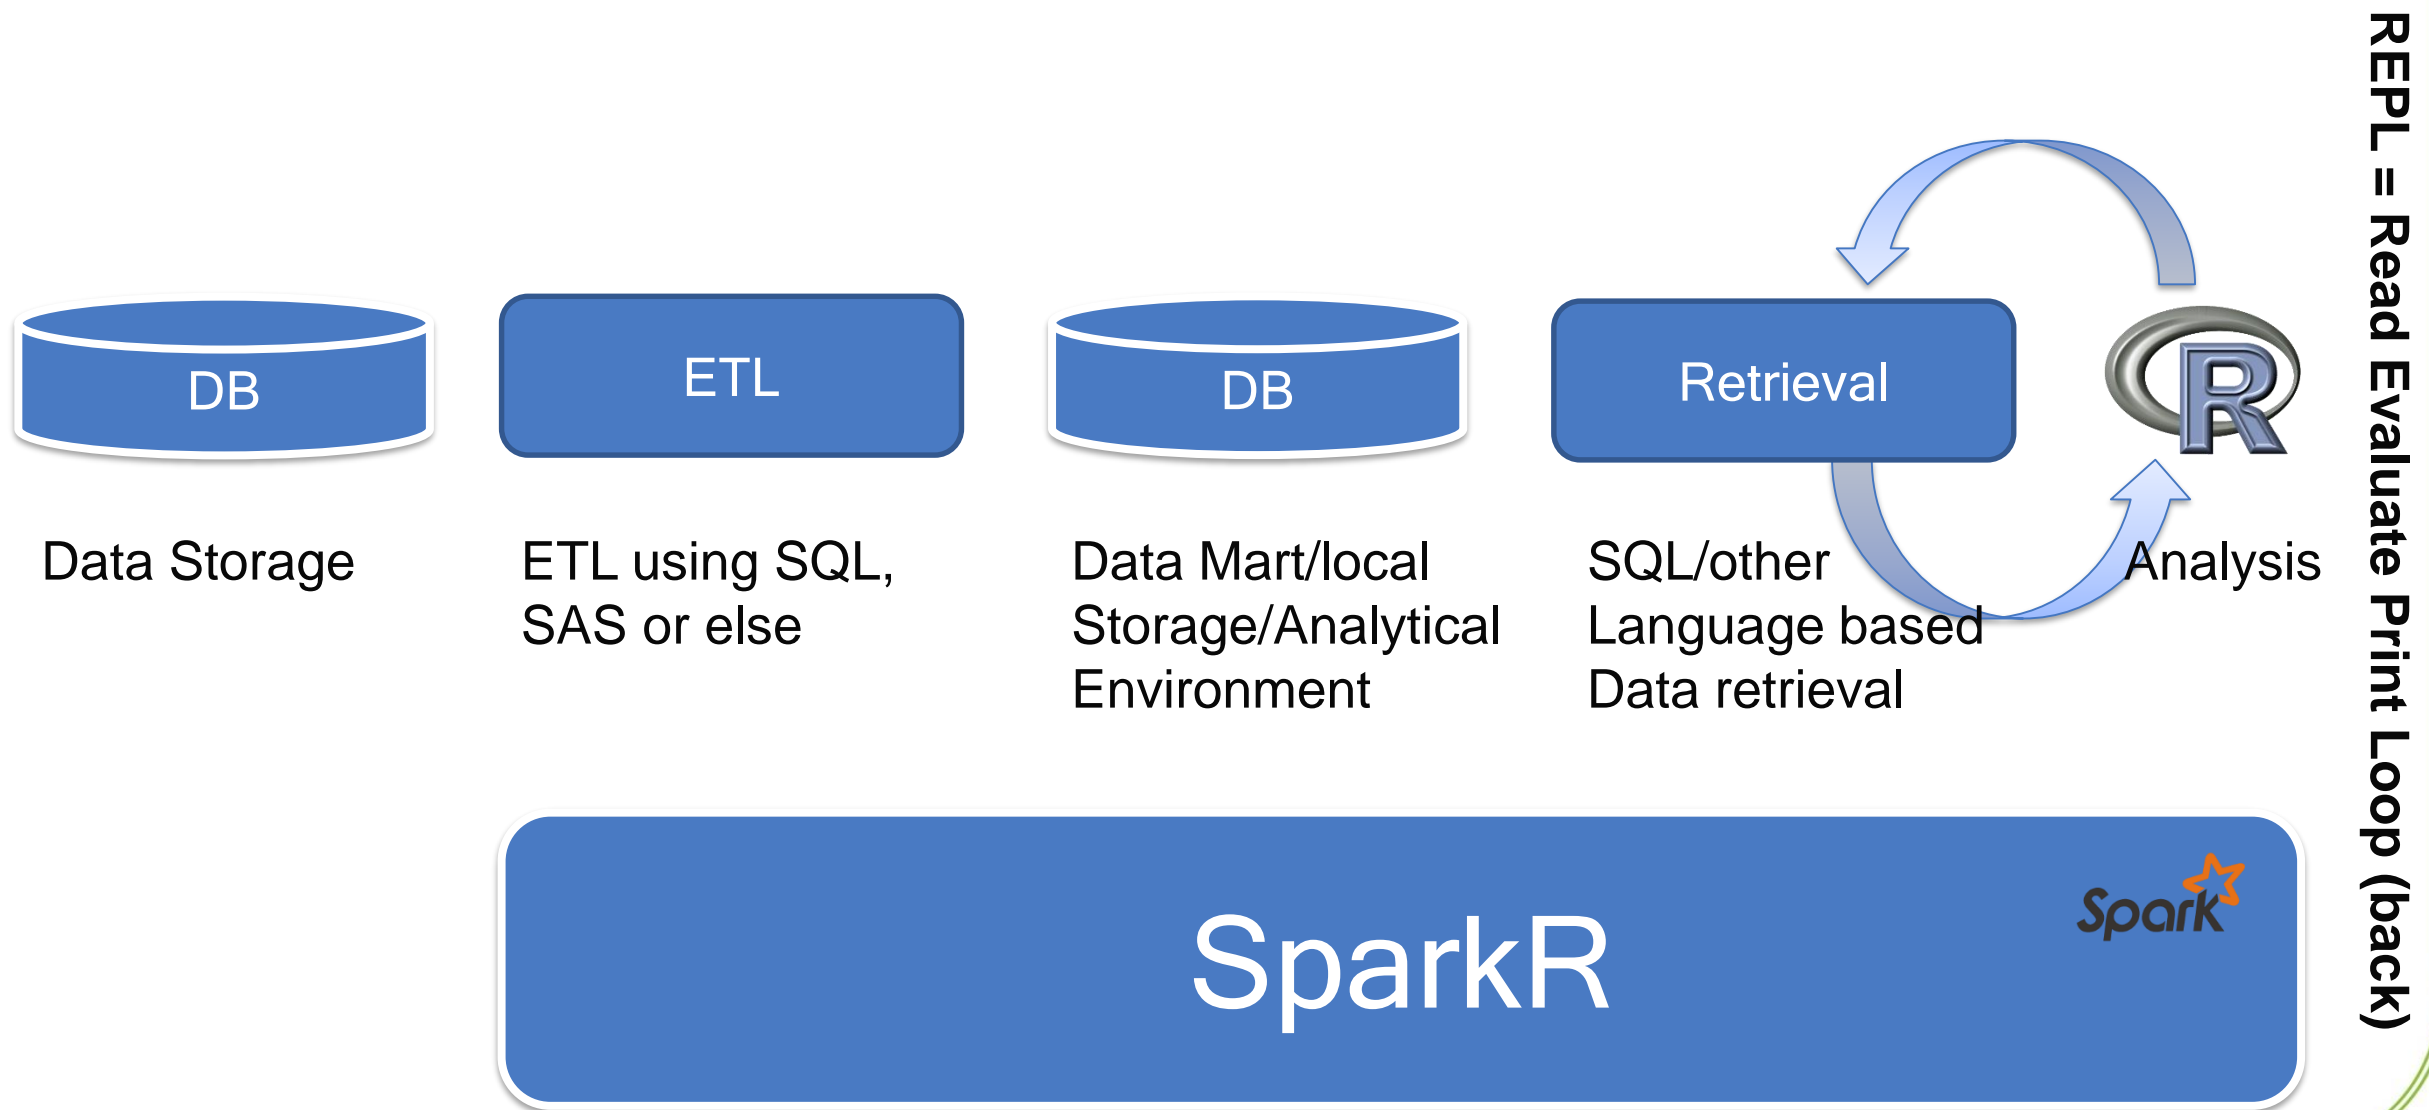 DB
ETL
DB
Retrieval
R
Data Storage
ETL using SQL,
SAS or else
Data Mart/local
Storage/Analytical
Environment
SQL/other
Language based
Data retrieval
Analysis
SparkR
Spark
REPL = Read Evaluate Print Loop (back)